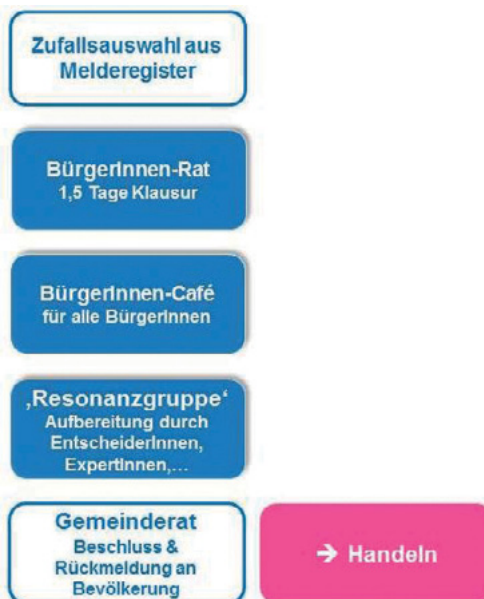 Zufallsauswahl aus
Melderegister
BürgerInnen-Rat
1,5 Tage Klausur
BürgerInnen-Café
für alle BürgerInnen
‚Resonanzgruppe‘
Aufbereitung durch
EntscheiderInnen,
ExpertInnen,...
Gemeinderat
Beschluss &
Rückmeldung an
Bevölkerung
→ Handeln